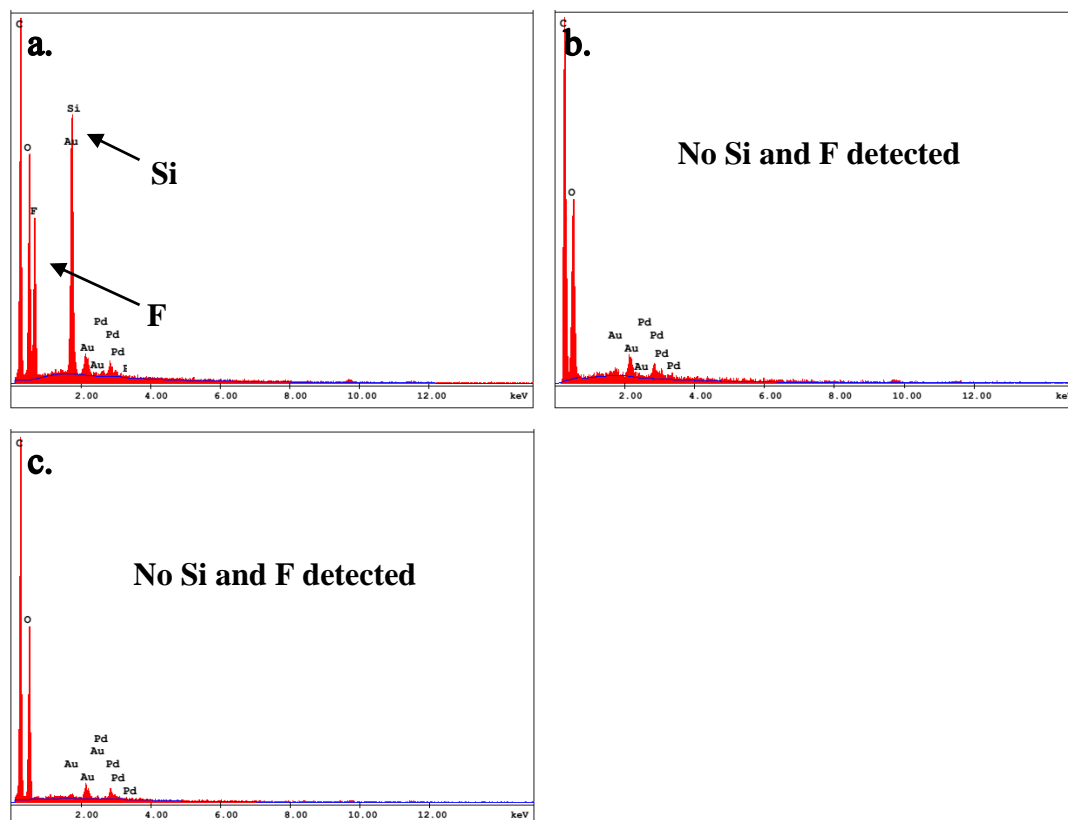 C
a.
Si
Au
O
Si
F
F
Pd
Pd
Au
Pd
Au
2.00 4.00 6.00 8.00 10.00 12.00 keV
C
b.
No Si and F detected
O
Pd
Au
Pd
Au
Pd
Au
Pd
2.00 4.00 6.00 8.00 10.00 12.00
C
c.
No Si and F detected
O
Pd
Au
Au
Pd
Au
Pd
Pd
2.00 4.00 6.00 8.00 10.00 12.00 keV